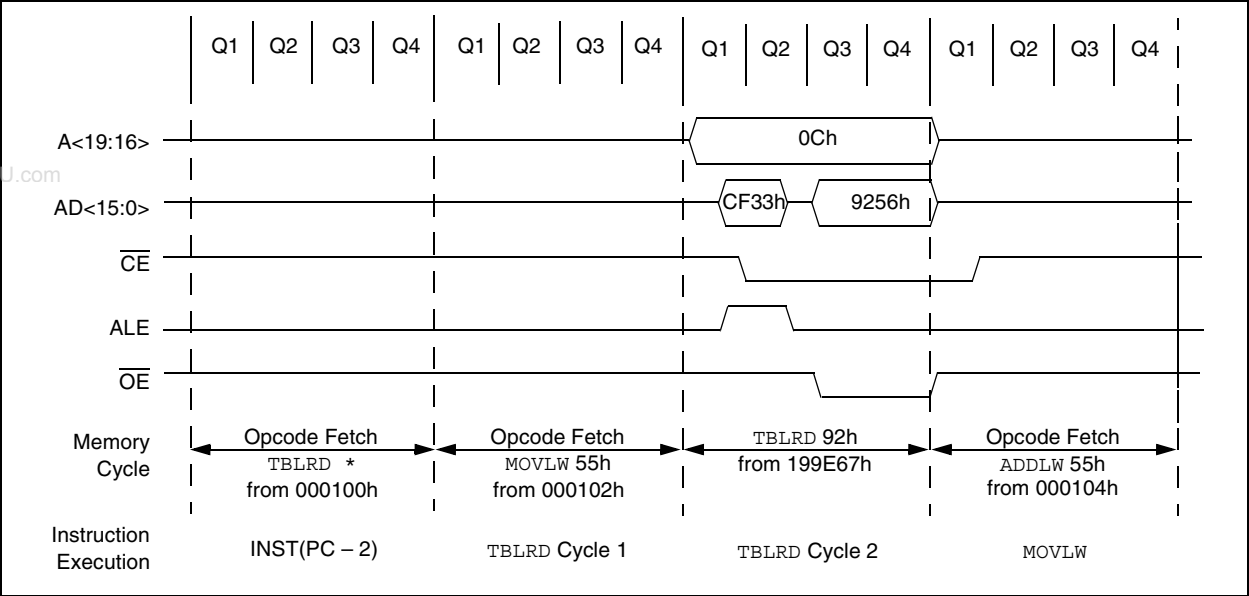 Q1 Q2 Q3 Q4 Q1 Q2 Q3 Q4 Q1 Q2 Q3 Q4 Q1 Q2 Q3 Q4
A<19:16> 0Ch
U.com
AD<15:0> CF33h 9256h
CE
ALE
OE
Memory Opcode Fetch Opcode Fetch TBLRD 92h Opcode Fetch
Cycle TBLRD * MOVLW 55h from 199E67h ADDLW 55h
from 000100h from 000102h from 000104h
Instruction INST(PC – 2) TBLRD Cycle 1 TBLRD Cycle 2 MOVLW
Execution